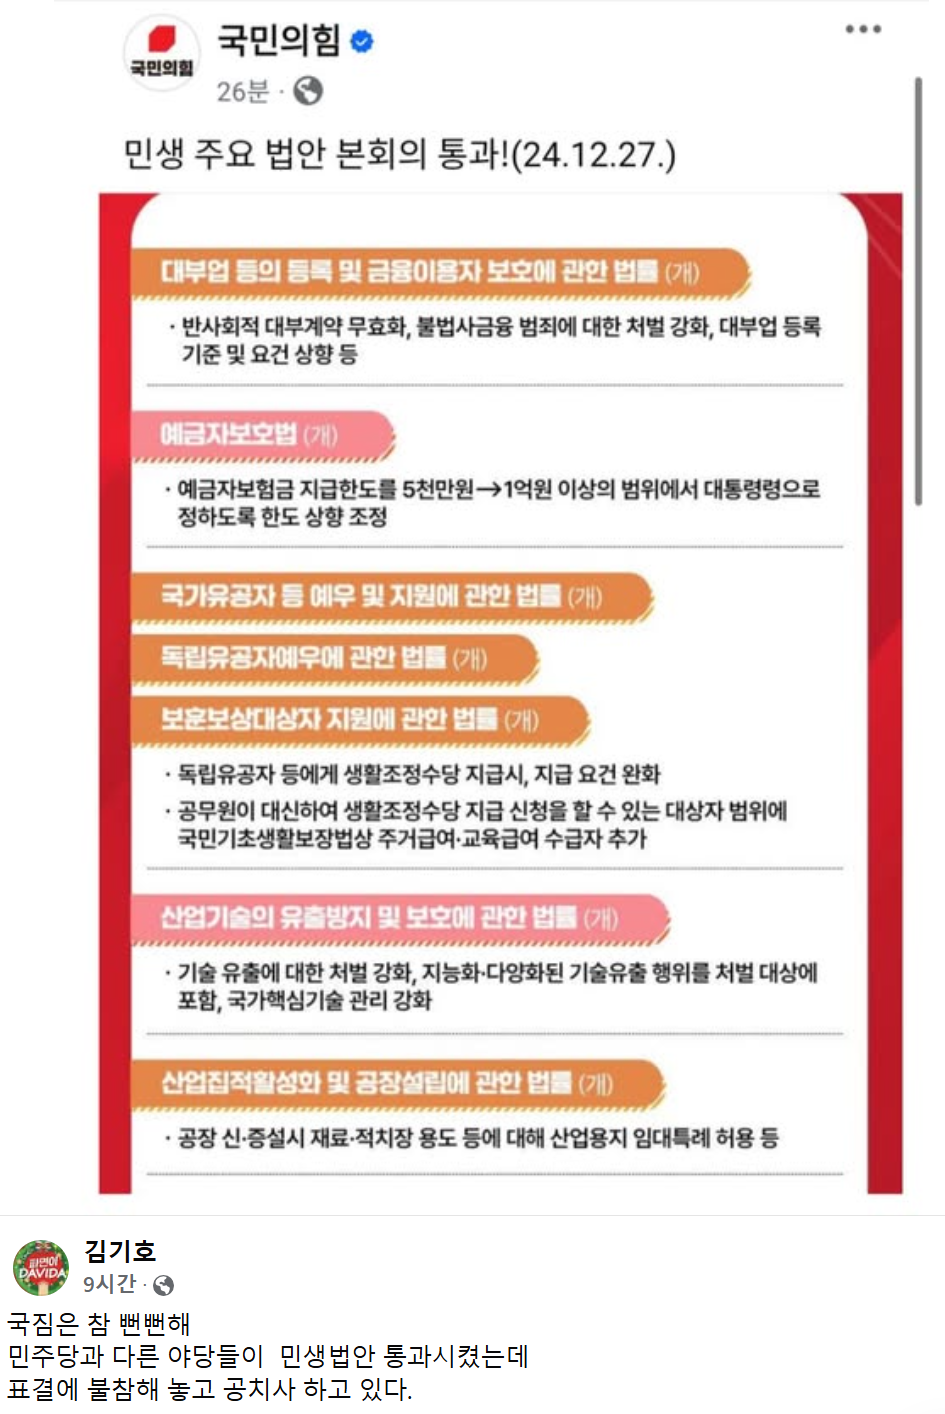 국민의힘
국민의힘
26분 ·
민생 주요 법안 본회의 통과!(24.12.27.)
대부업 등의 등록 및 금융이용자 보호에 관한 법률 (개)
· 반사회적 대부계약 무효화, 불법사금융 범죄에 대한 처벌 강화, 대부업 등록
기준 및 요건 상향 등
예금자보호법 (개)
· 예금자보험금 지급한도를 5천만원→1억원 이상의 범위에서 대통령령으로
정하도록 한도 상향 조정
국가유공자 등 예우 및 지원에 관한 법률 (개)
독립유공자예우에 관한 법률 (개)
보훈보상대상자 지원에 관한 법률 (개)
· 독립유공자 등에게 생활조정수당 지급시, 지급 요건 완화
· 공무원이 대신하여 생활조정수당 지급 신청을 할 수 있는 대상자 범위에
국민기초생활보장법상 주거급여·교육급여 수급자 추가
산업기술의 유출방지 및 보호에 관한 법률 (개)
· 기술 유출에 대한 처벌 강화, 지능화·다양화된 기술유출 행위를 처벌 대상에
포함, 국가핵심기술 관리 강화
산업집적활성화 및 공장설립에 관한 법률 (개)
· 공장 신·증설시 재료·적치장 용도 등에 대해 산업용지 임대특례 허용 등
파면이
DAVIDA
김기호
9시간 ·
국짐은 참 뻔뻔해
민주당과 다른 야당들이 민생법안 통과시켰는데
표결에 불참해 놓고 공치사 하고 있다.